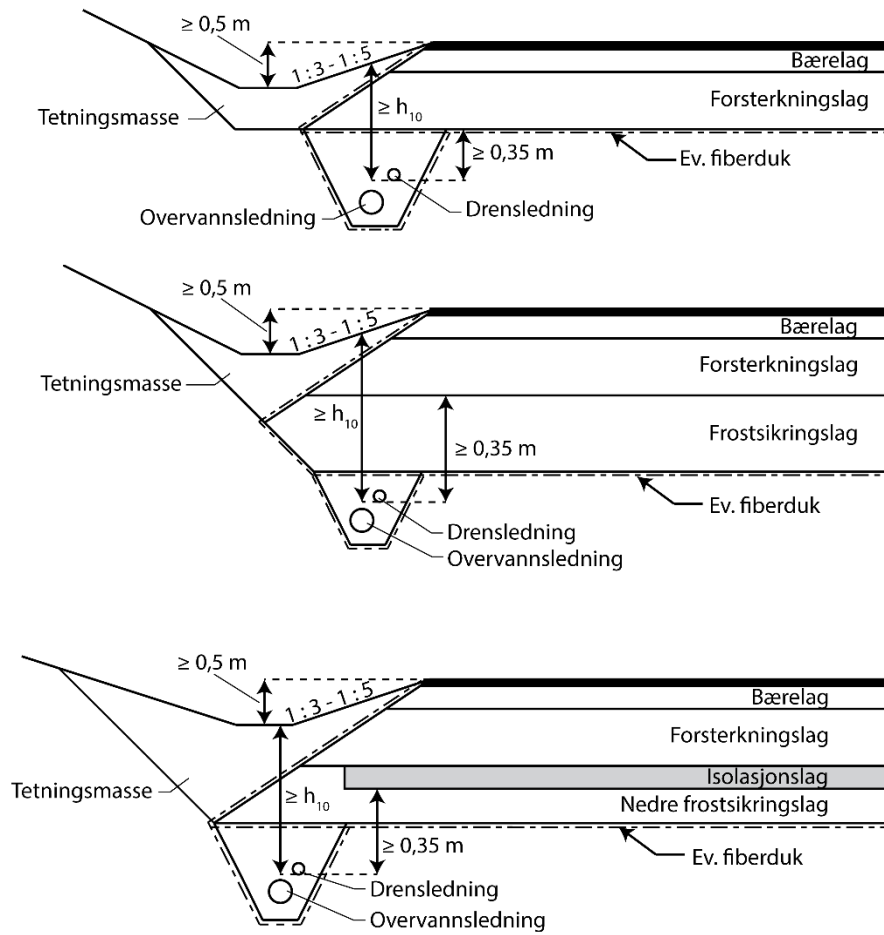 ≥ 0,5 m
1:3 - 1:5
Bærelag
Tetningsmasse
Forsterkningslag
≥ h10
≥ 0,35 m
Ev. fiberduk
Overvannsledning
Drensledning
≥ 0,5 m
1:3 - 1:5
Bærelag
Tetningsmasse
Forsterkningslag
≥ h10
≥ 0,35 m
Frostsikringslag
Ev. fiberduk
Drensledning
Overvannsledning
≥ 0,5 m
1:3 - 1:5
Bærelag
Forsterkningslag
Tetningsmasse
Isolasjonslag
≥ h10
Nedre frostsikringslag
≥ 0,35 m
Ev. fiberduk
Drensledning
Overvannsledning